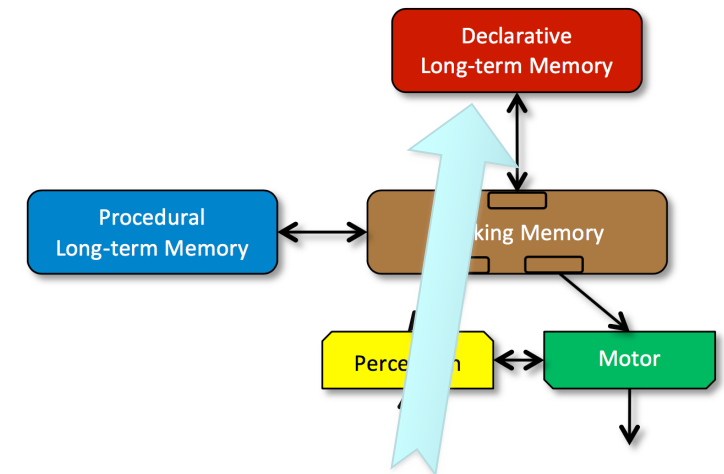 Declarative
Long-term Memory
Procedural
Long-term Memory
king Memory
Perce n
Motor